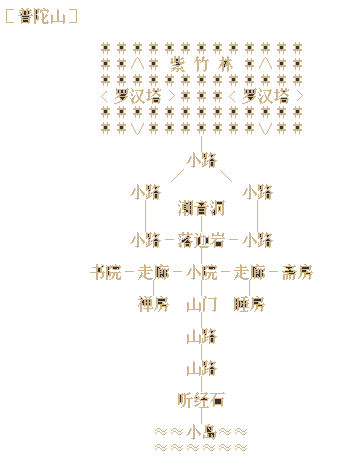 [普陀山]
紫 竹 林
罗汉塔 罗汉塔
小路
小路 小路
潮音洞
小路 落迦岩 小路
书院 走廊 小院 走廊 斋房
禅房 山门 睡房
山路
山路
听经石
小岛